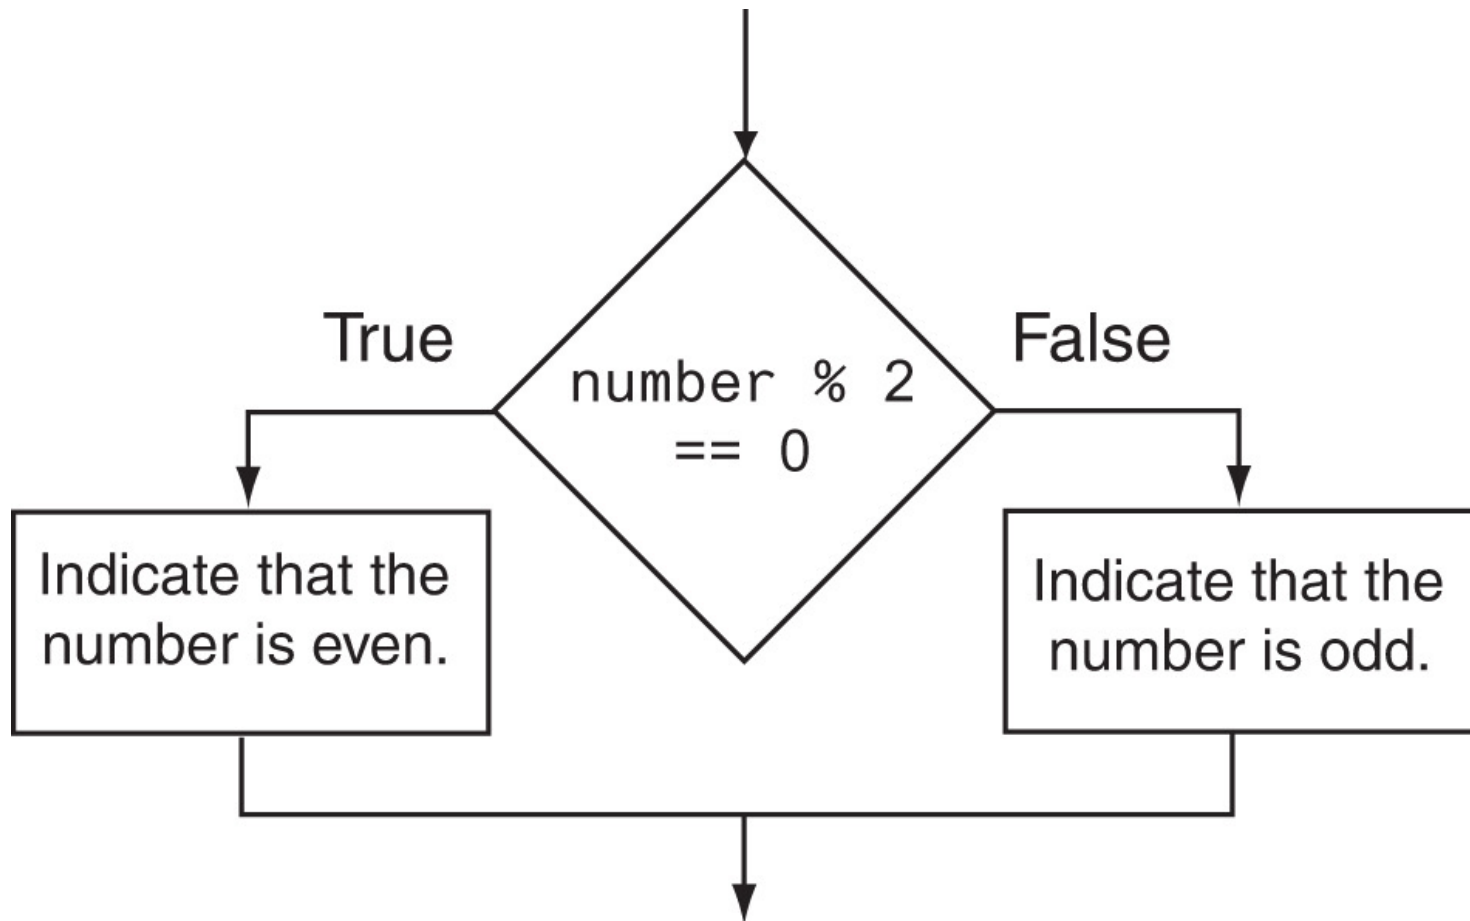 True
False
number % 2
== 0
Indicate that the
number is even.
Indicate that the
number is odd.